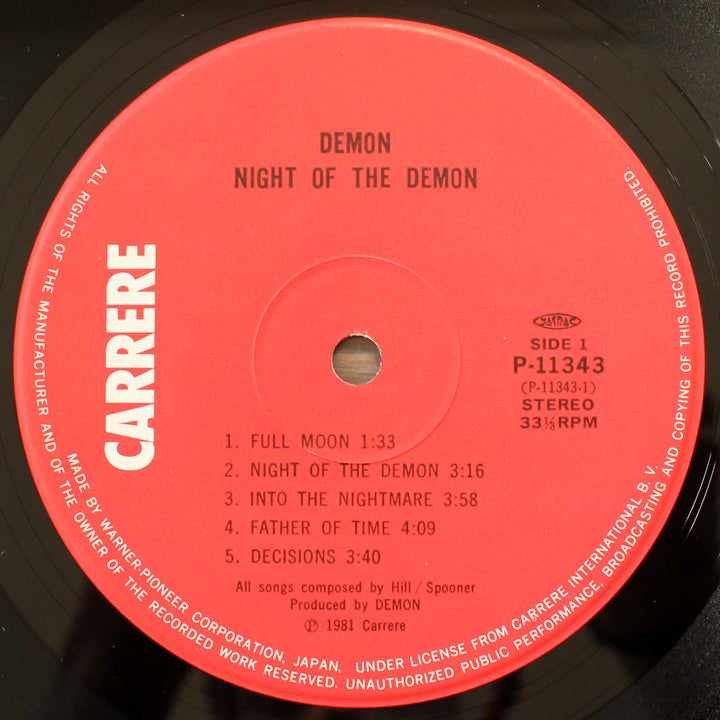 DEMON
NIGHT OF THE DEMON
CARRERE
JASRAC
SIDE 1
P-11343
(P-11343-1)
STEREO
33⅓RPM
1. FULL MOON 1:33
2. NIGHT OF THE DEMON 3:16
3. INTO THE NIGHTMARE 3:58
4. FATHER OF TIME 4:09
5. DECISIONS 3:40
All songs composed by Hill / Spooner
Produced by DEMON
℗ 1981 Carrere
ALL RIGHTS OF THE MANUFACTURER AND OF THE OWNER OF THE RECORDED WORK RESERVED. UNAUTHORIZED PUBLIC PERFORMANCE, BROADCASTING AND COPYING OF THIS RECORD PROHIBITED.
MADE BY WARNER-PIONEER CORPORATION, JAPAN, UNDER LICENSE FROM CARRERE INTERNATIONAL B. V.